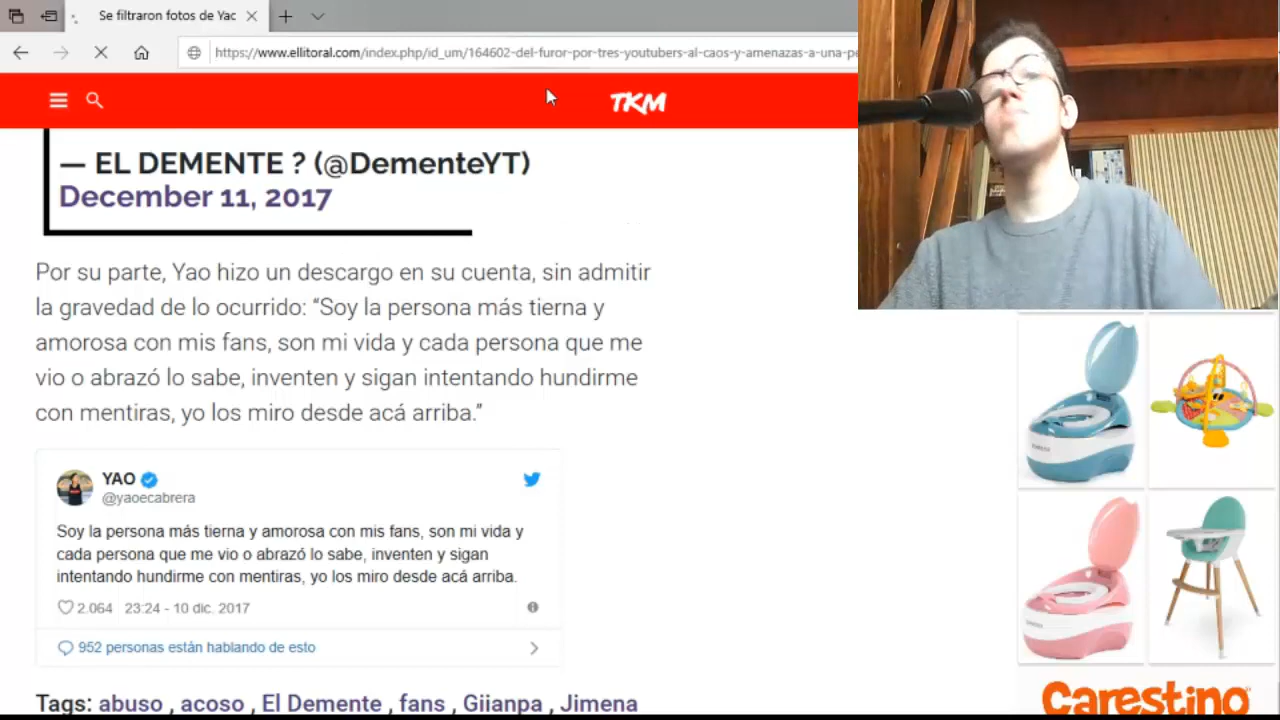 Se filtraron fotos de Yac
https://www.ellitoral.com/index.php/id_um/164602-del-furor-por-tres-youtubers-al-caos-y-amenazas-a-una-pe
TKM
— EL DEMENTE ? (@DementeYT)
December 11, 2017
Por su parte, Yao hizo un descargo en su cuenta, sin admitir
la gravedad de lo ocurrido: “Soy la persona más tierna y
amorosa con mis fans, son mi vida y cada persona que me
vio o abrazó lo sabe, inventen y sigan intentando hundirme
con mentiras, yo los miro desde acá arriba.”
YAO
@yaoecabrera
Soy la persona más tierna y amorosa con mis fans, son mi vida y
cada persona que me vio o abrazó lo sabe, inventen y sigan
intentando hundirme con mentiras, yo los miro desde acá arriba.
2.064 23:24 - 10 dic. 2017
952 personas están hablando de esto
Tags: abuso , acoso , El Demente , fans , Giianpa , Jimena
Carestino